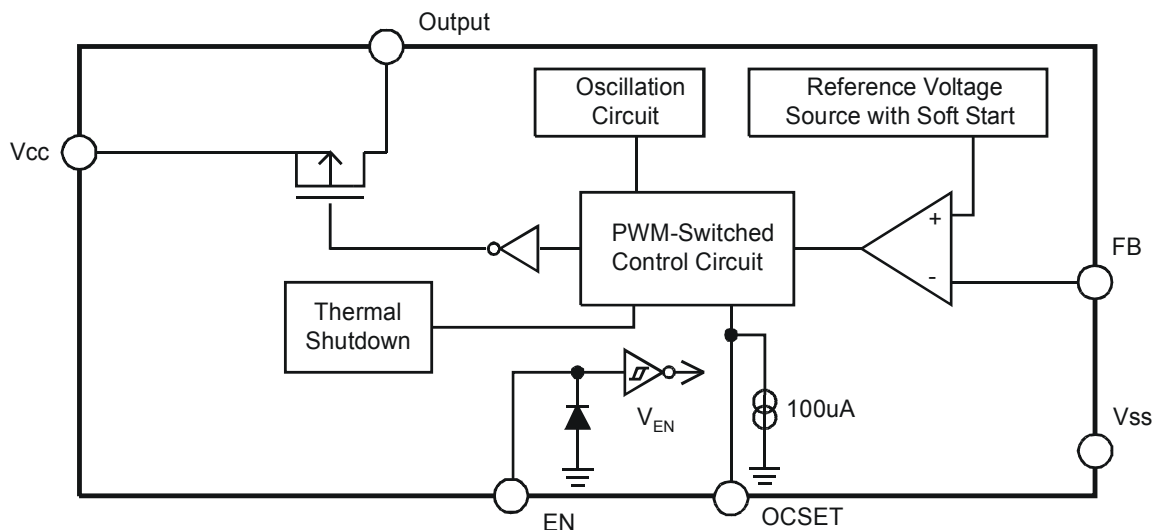 Output
Oscillation
Circuit
Reference Voltage
Source with Soft Start
Vcc
PWM-Switched
Control Circuit
+
-
FB
Thermal
Shutdown
VEN
100uA
Vss
EN
OCSET